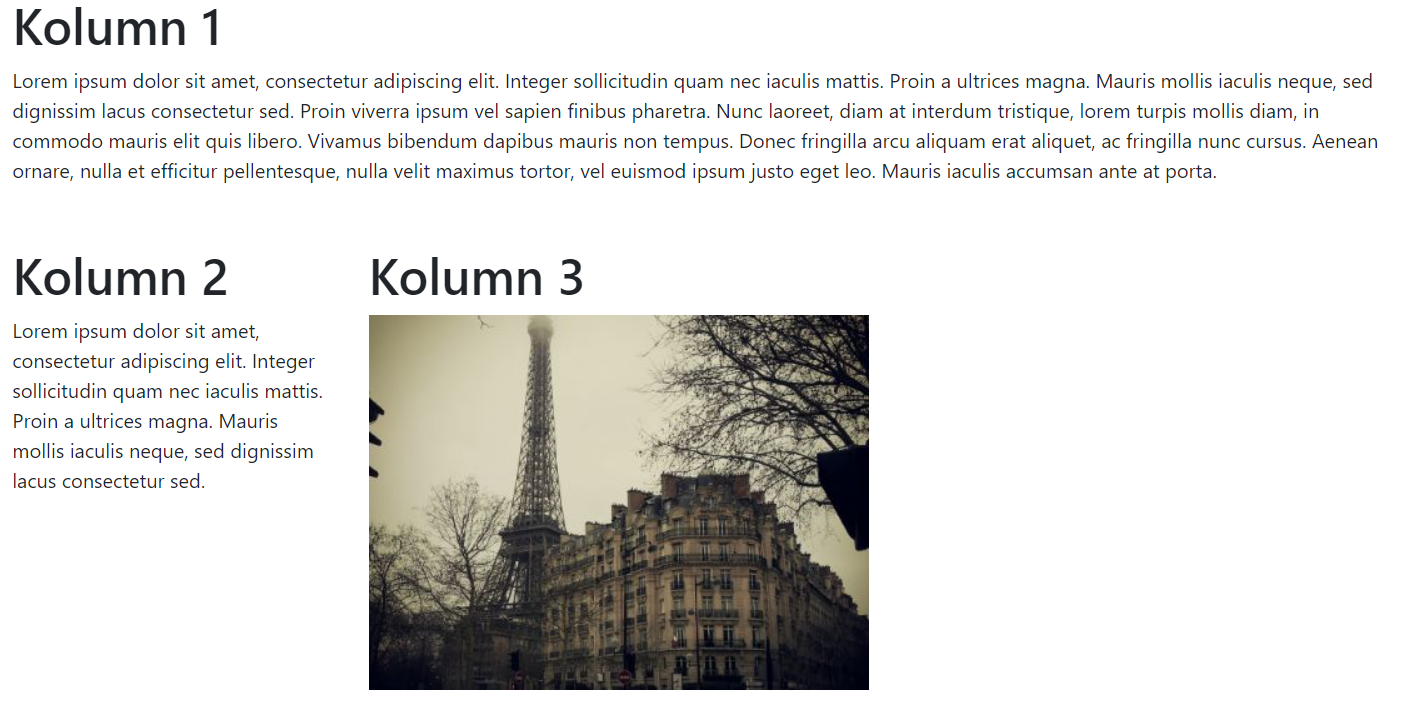 Kolumn 1
Lorem ipsum dolor sit amet, consectetur adipiscing elit. Integer sollicitudin quam nec iaculis mattis. Proin a ultrices magna. Mauris mollis iaculis neque, sed
dignissim lacus consectetur sed. Proin viverra ipsum vel sapien finibus pharetra. Nunc laoreet, diam at interdum tristique, lorem turpis mollis diam, in
commodo mauris elit quis libero. Vivamus bibendum dapibus mauris non tempus. Donec fringilla arcu aliquam erat aliquet, ac fringilla nunc cursus. Aenean
ornare, nulla et efficitur pellentesque, nulla velit maximus tortor, vel euismod ipsum justo eget leo. Mauris iaculis accumsan ante at porta.
Kolumn 2
Lorem ipsum dolor sit amet,
consectetur adipiscing elit. Integer
sollicitudin quam nec iaculis mattis.
Proin a ultrices magna. Mauris
mollis iaculis neque, sed dignissim
lacus consectetur sed.
Kolumn 3